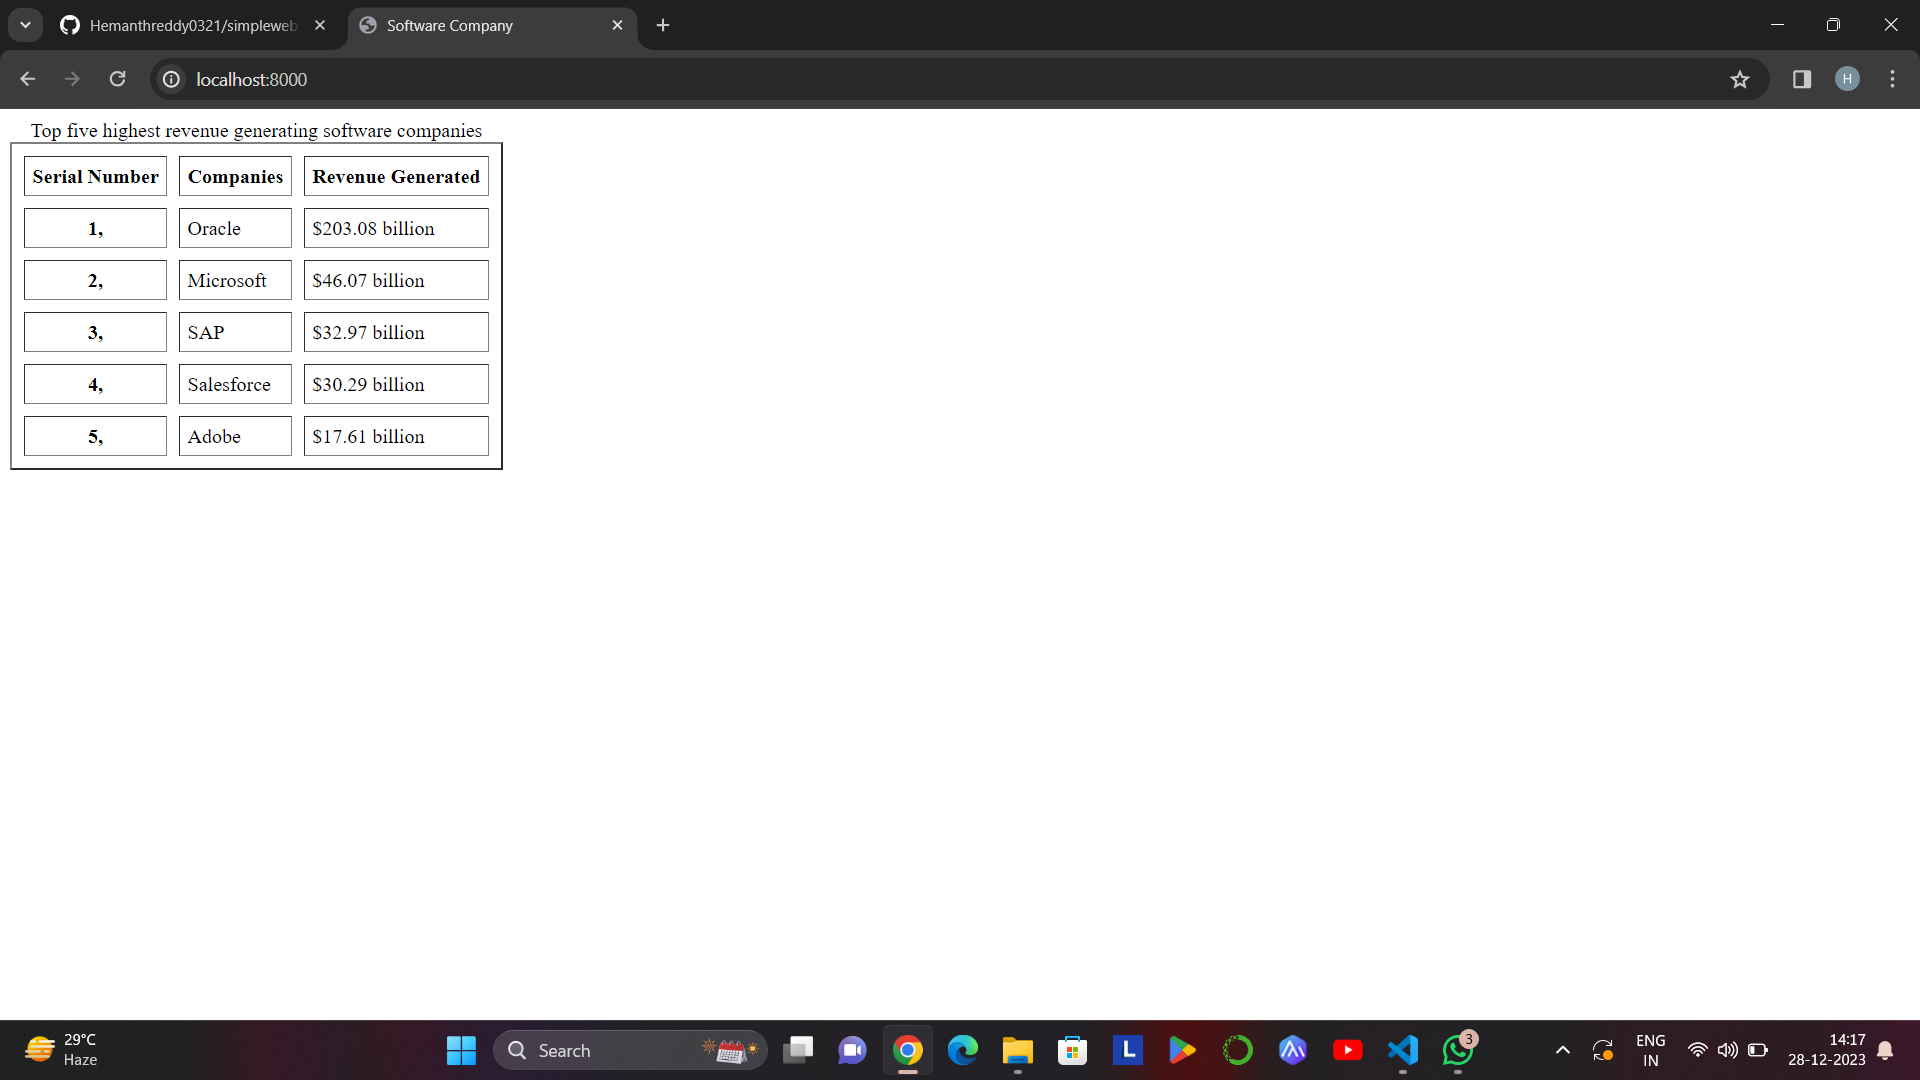 Hemanthreddy0321/simpleweb
Software Company
localhost:8000
H
Top five highest revenue generating software companies
Serial Number Companies Revenue Generated
1, Oracle $203.08 billion
2, Microsoft $46.07 billion
3, SAP $32.97 billion
4, Salesforce $30.29 billion
5, Adobe $17.61 billion
29°C
Haze
Search
L
3
ENG
IN
14:17
28-12-2023